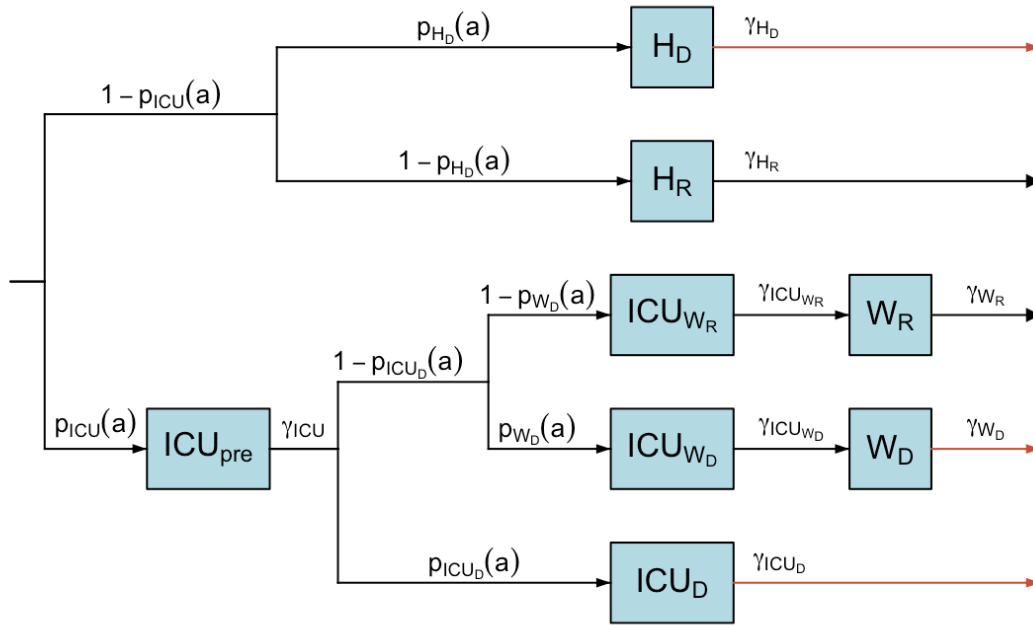 p_{H_D}(a)
H_D
γ_{H_D}
1 – p_{ICU}(a)
1 – p_{H_D}(a)
H_R
γ_{H_R}
1 – p_{W_D}(a)
ICU_{W_R}
γ_{ICU_{W_R}}
W_R
γ_{W_R}
1 – p_{ICU_D}(a)
p_{ICU}(a)
ICU_{pre}
γ_{ICU}
p_{W_D}(a)
ICU_{W_D}
γ_{ICU_{W_D}}
W_D
γ_{W_D}
p_{ICU_D}(a)
ICU_D
γ_{ICU_D}